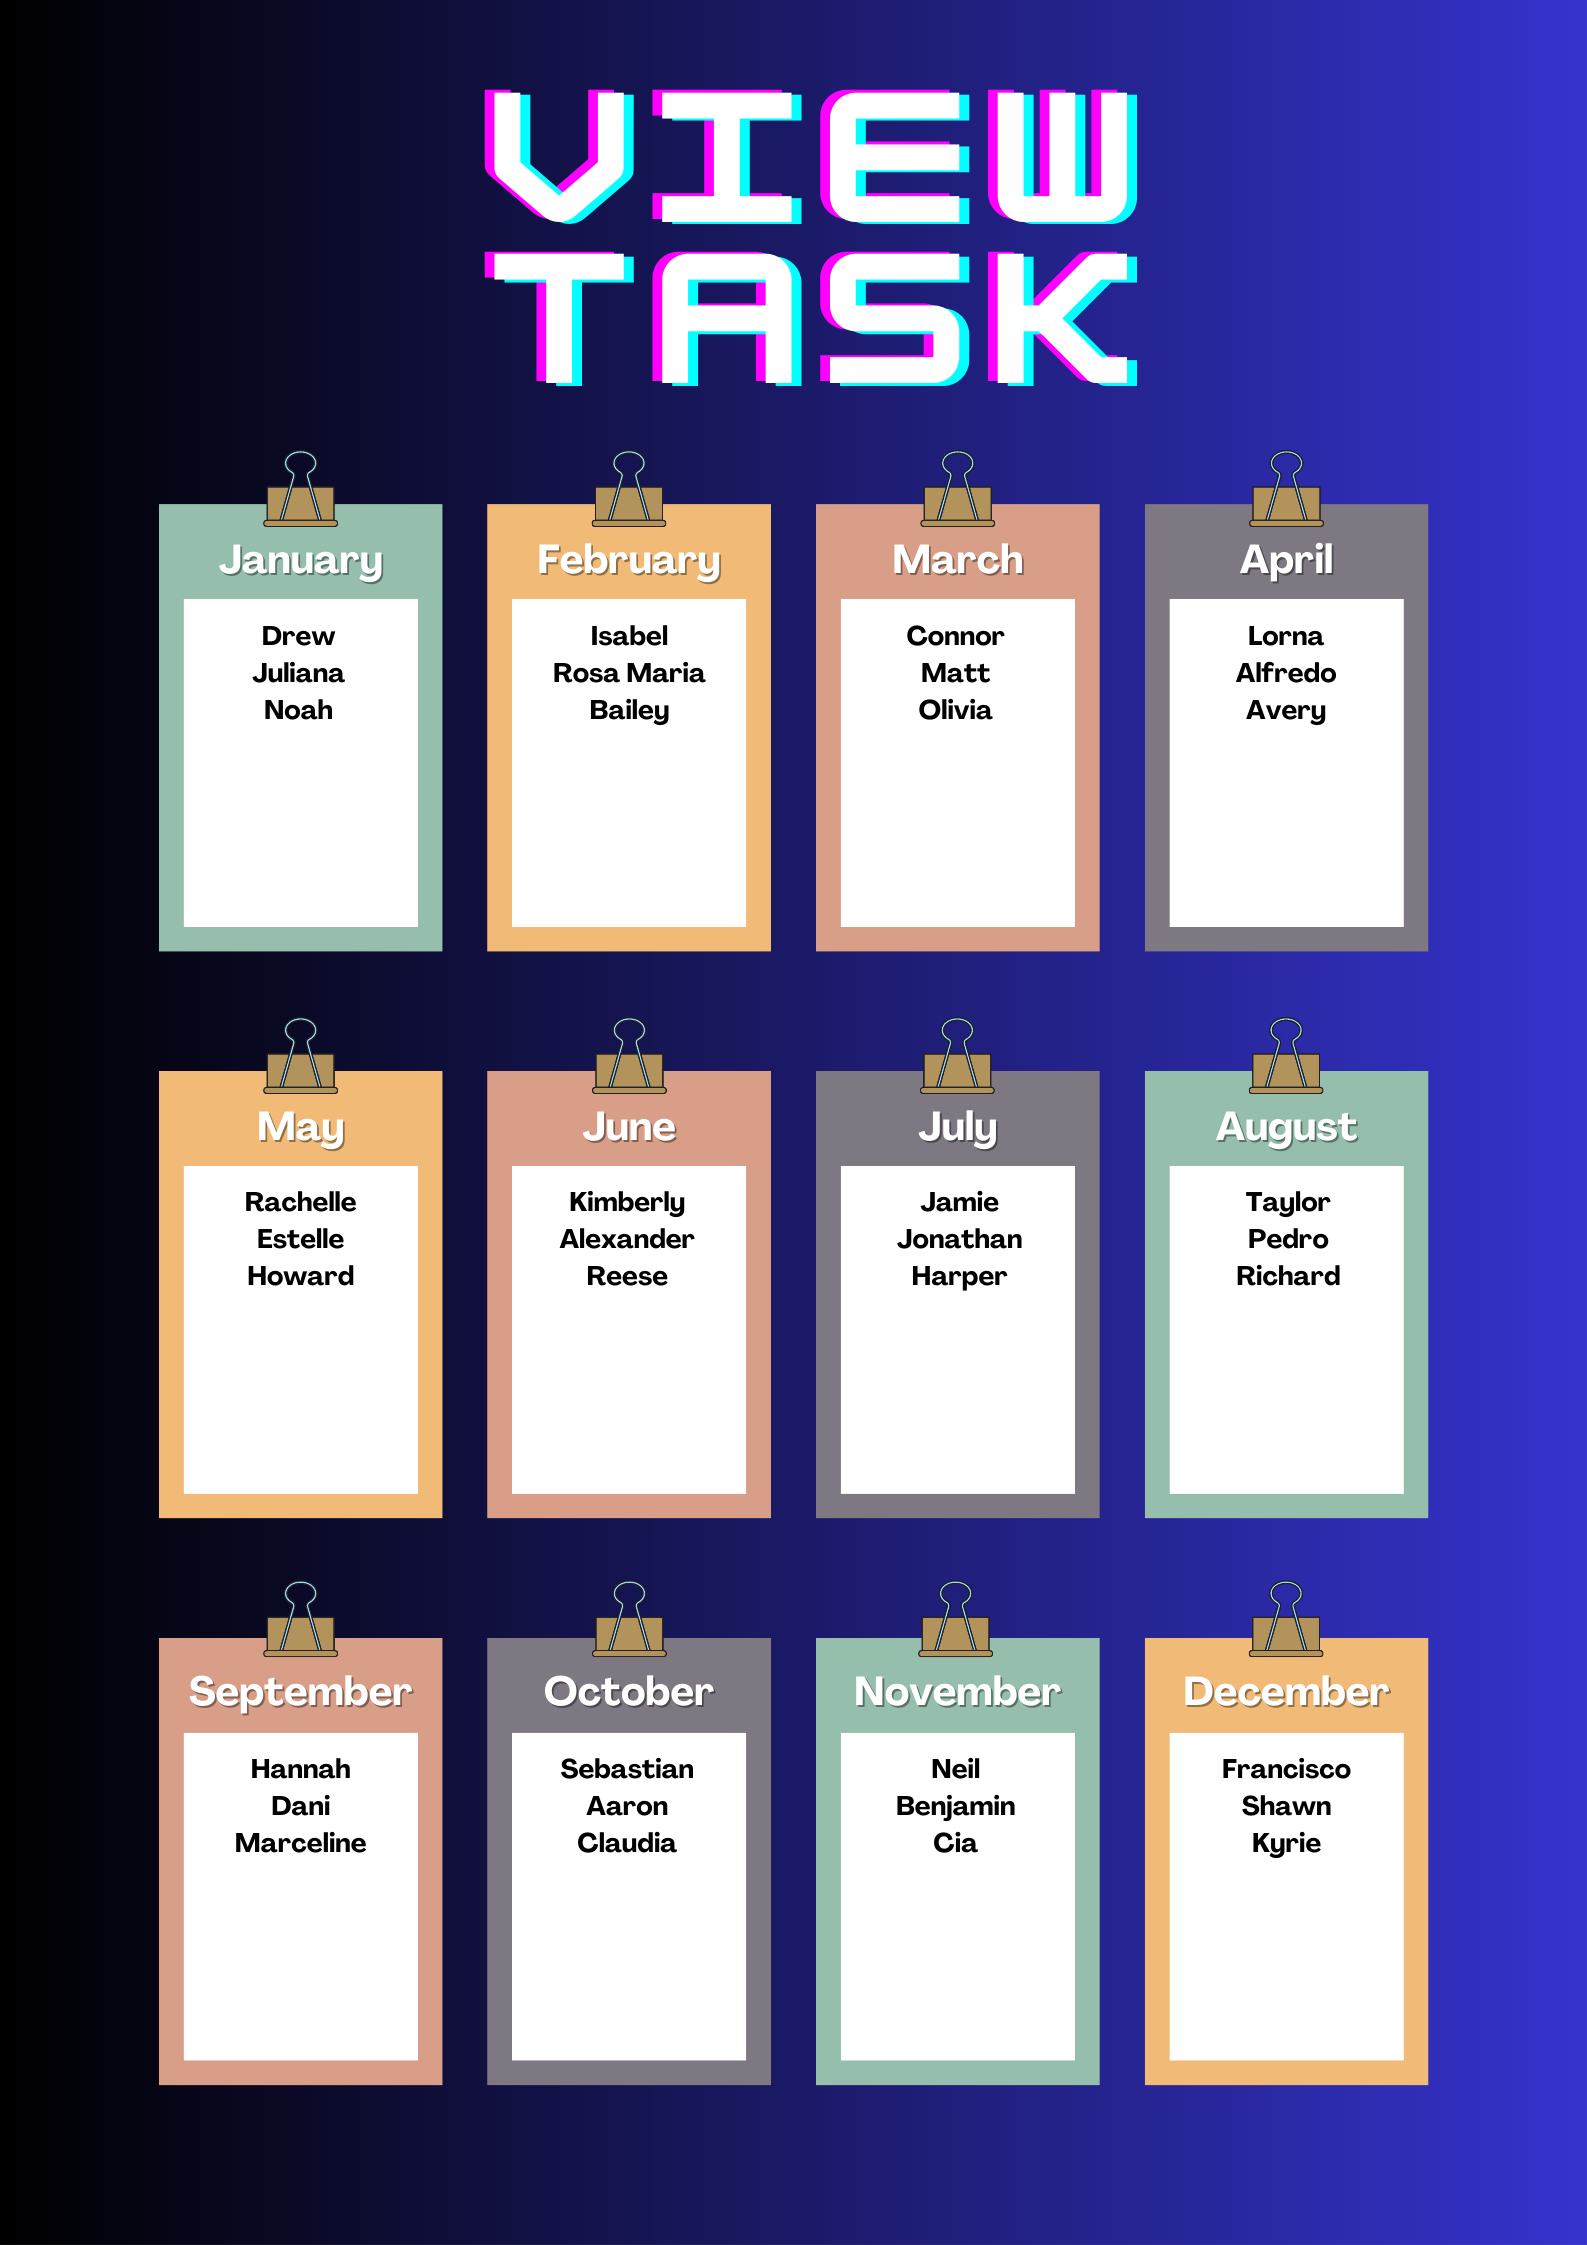 VIEW
TASK
January
Drew
Juliana
Noah
February
Isabel
Rosa Maria
Bailey
March
Connor
Matt
Olivia
April
Lorna
Alfredo
Avery
May
Rachelle
Estelle
Howard
June
Kimberly
Alexander
Reese
July
Jamie
Jonathan
Harper
August
Taylor
Pedro
Richard
September
Hannah
Dani
Marceline
October
Sebastian
Aaron
Claudia
November
Neil
Benjamin
Cia
December
Francisco
Shawn
Kyrie